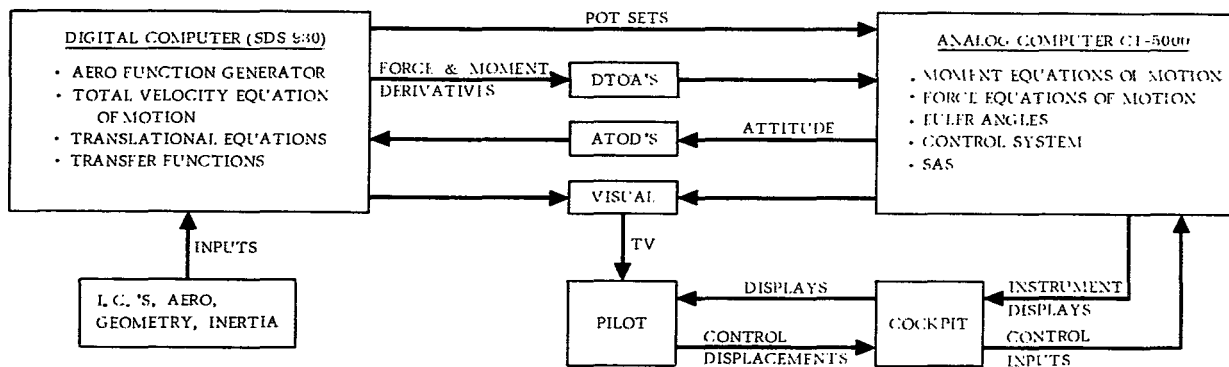 POT SETS
DIGITAL COMPUTER (SDS 930)
• AERO FUNCTION GENERATOR
• TOTAL VELOCITY EQUATION
OF MOTION
• TRANSLATIONAL EQUATIONS
• TRANSFER FUNCTIONS
FORCE & MOMENT
DERIVATIVES
DTOA'S
ATOD'S
ATTITUDE
VISUAL
ANALOG COMPUTER CI-5000
• MOMENT EQUATIONS OF MOTION
• FORCE EQUATIONS OF MOTION
• EULER ANGLES
• CONTROL SYSTEM
• SAS
INPUTS
I.C.'S, AERO,
GEOMETRY, INERTIA
TV
PILOT
DISPLAYS
CONTROL
DISPLACEMENTS
COCKPIT
INSTRUMENT
DISPLAYS
CONTROL
INPUTS